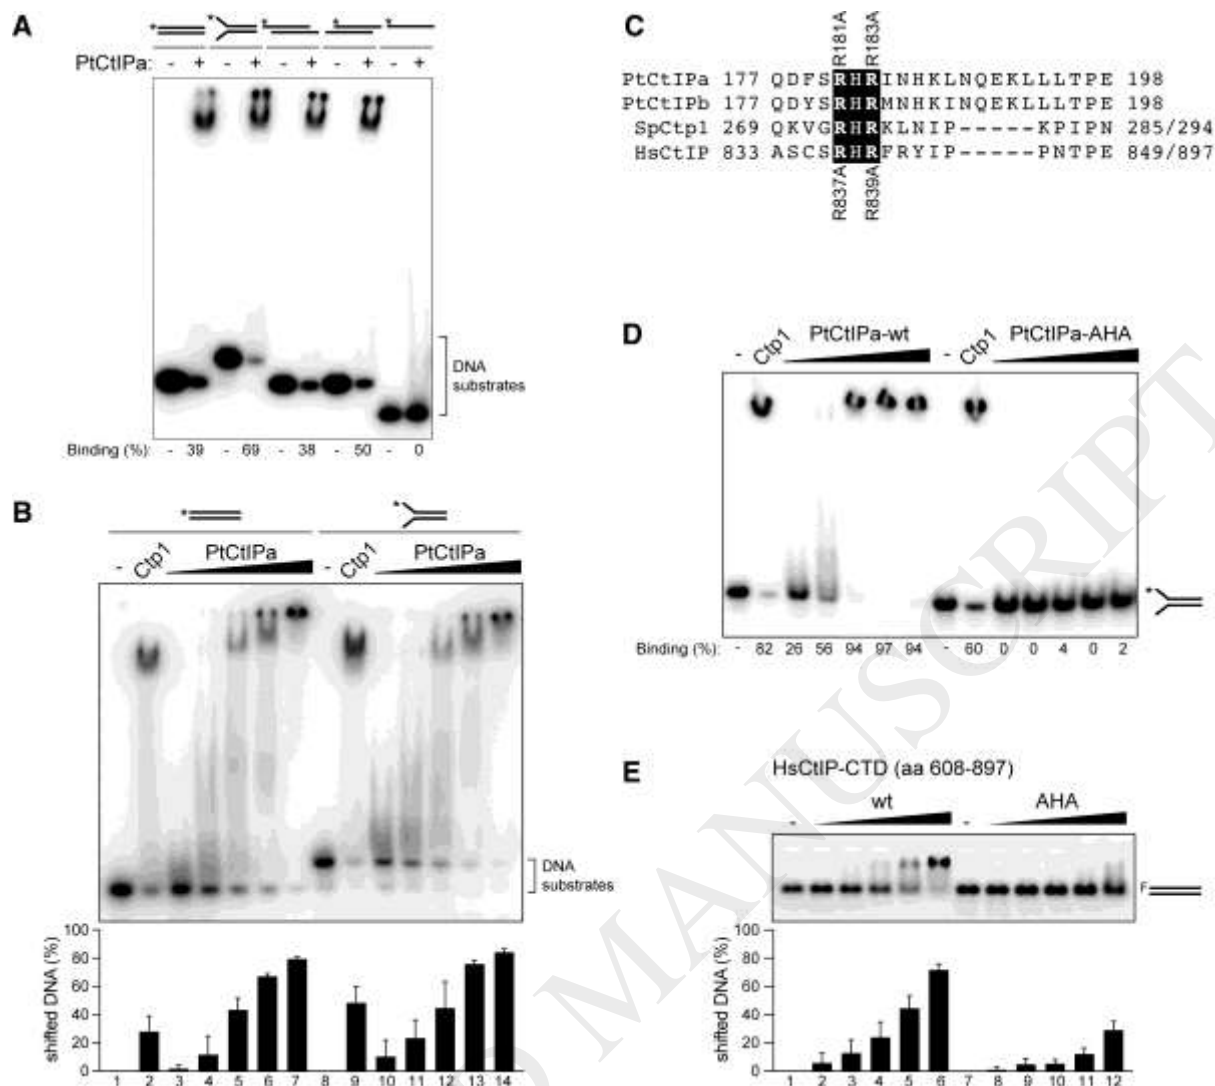 A
*
*
*
*
*
PtCtIPa: - + - + - + - + - +
DNA
substrates
Binding (%): - 39 - 69 - 38 - 50 - 0
B
*
*
- Ctp1 PtCtIPa - Ctp1 PtCtIPa
DNA
substrates
shifted DNA (%)
100
80
60
40
20
0
1 2 3 4 5 6 7 8 9 10 11 12 13 14
C
R181A R183A
PtCtIPa 177 QDFSRHRINHKLNQEKLLLTPE 198
PtCtIPb 177 QDYSRHRMNHKINQEKLLLTPE 198
SpCtp1 269 QKVGRHRKLNIP-----KPIPN 285/294
HsCtIP 833 ASCSRHRFRYIP-----PNTPE 849/897
R837A R839A
D
- Ctp1 PtCtIPa-wt - Ctp1 PtCtIPa-AHA
*
Binding (%): - 82 26 56 94 97 94 - 60 0 0 4 0 2
E
HsCtIP-CTD (aa 608-897)
- wt - AHA
F
shifted DNA (%)
100
80
60
40
20
0
1 2 3 4 5 6 7 8 9 10 11 12
D MANUSCRIPT